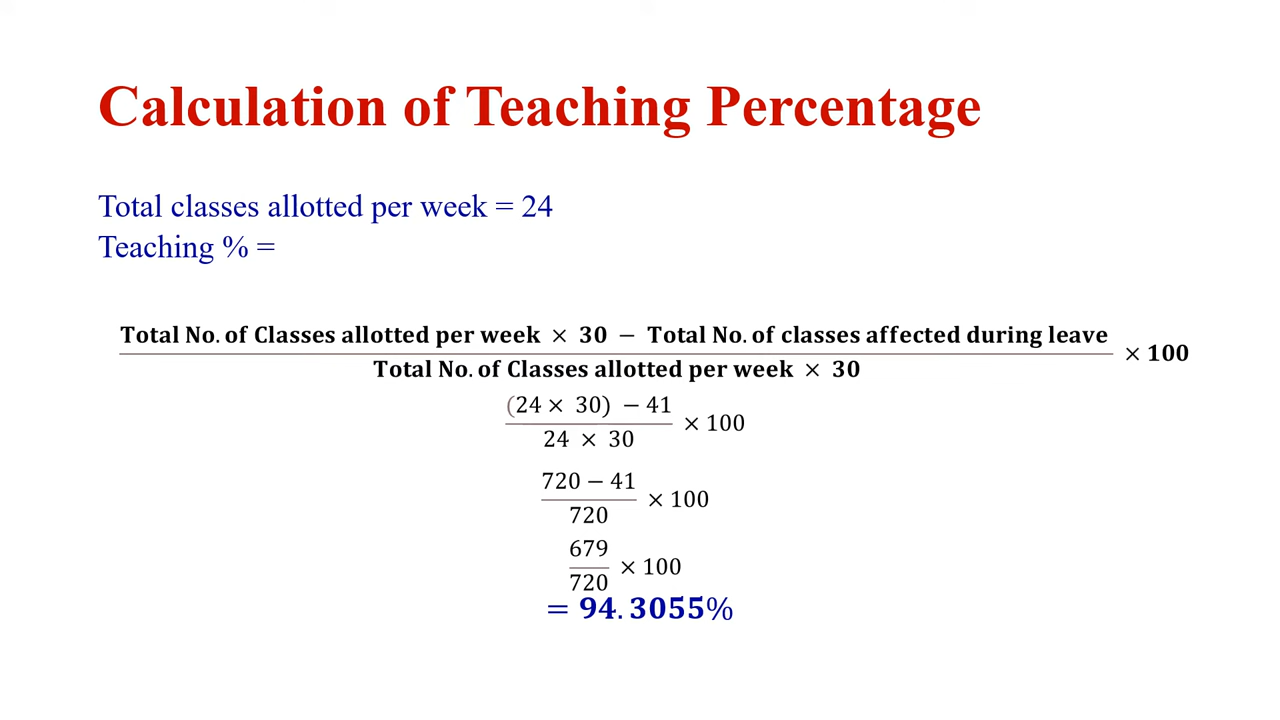 Calculation of Teaching Percentage
Total classes allotted per week = 24
Teaching % =
Total No. of Classes allotted per week × 30 − Total No. of classes affected during leave
× 100
Total No. of Classes allotted per week × 30
(24 × 30) − 41
× 100
24 × 30
720 − 41
× 100
720
679
× 100
720
= 94.3055%